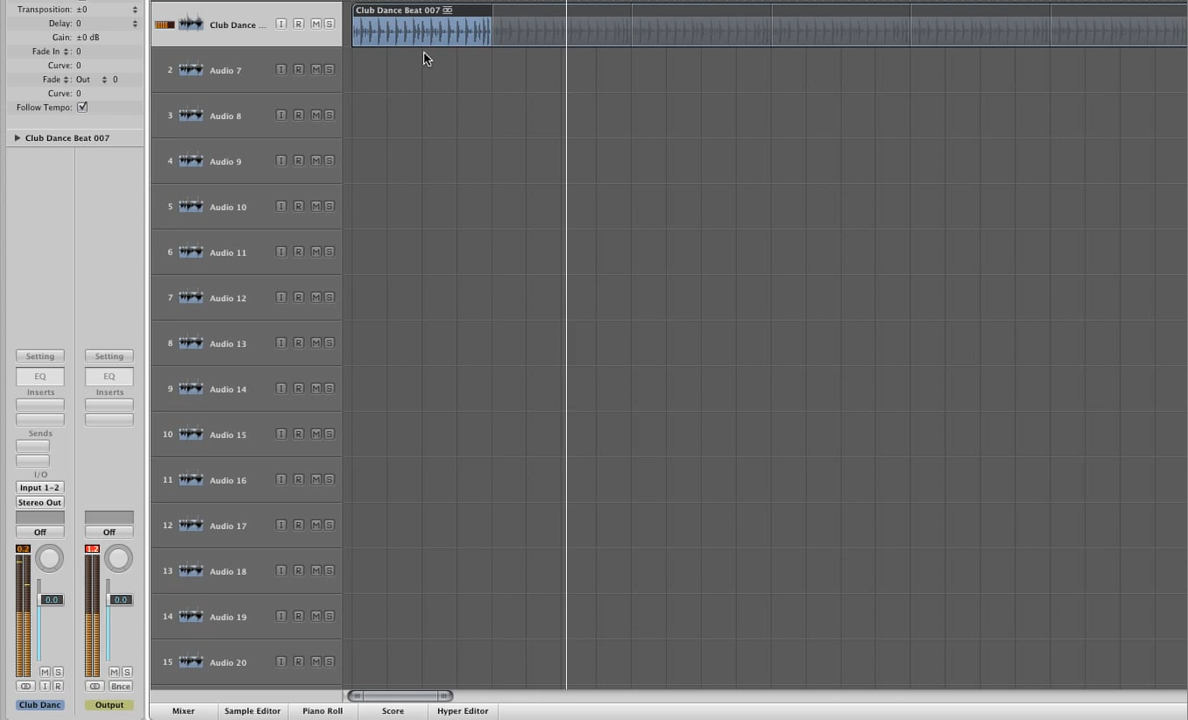 Transposition: ±0
Delay: 0
Gain: ±0 dB
Fade In: 0
Curve: 0
Fade: Out 0
Curve: 0
Follow Tempo:
Club Dance Beat 007
Setting Setting
EQ EQ
Inserts Inserts
Sends
I/O
Input 1-2
Stereo Out
Off Off
0.2 1.2
0.0 0.0
M S M S
I R Bnce
Club Danc Output
Club Dance ... I R M S
Club Dance Beat 007
2 Audio 7 I R M S
3 Audio 8 I R M S
4 Audio 9 I R M S
5 Audio 10 I R M S
6 Audio 11 I R M S
7 Audio 12 I R M S
8 Audio 13 I R M S
9 Audio 14 I R M S
10 Audio 15 I R M S
11 Audio 16 I R M S
12 Audio 17 I R M S
13 Audio 18 I R M S
14 Audio 19 I R M S
15 Audio 20 I R M S
Mixer Sample Editor Piano Roll Score Hyper Editor